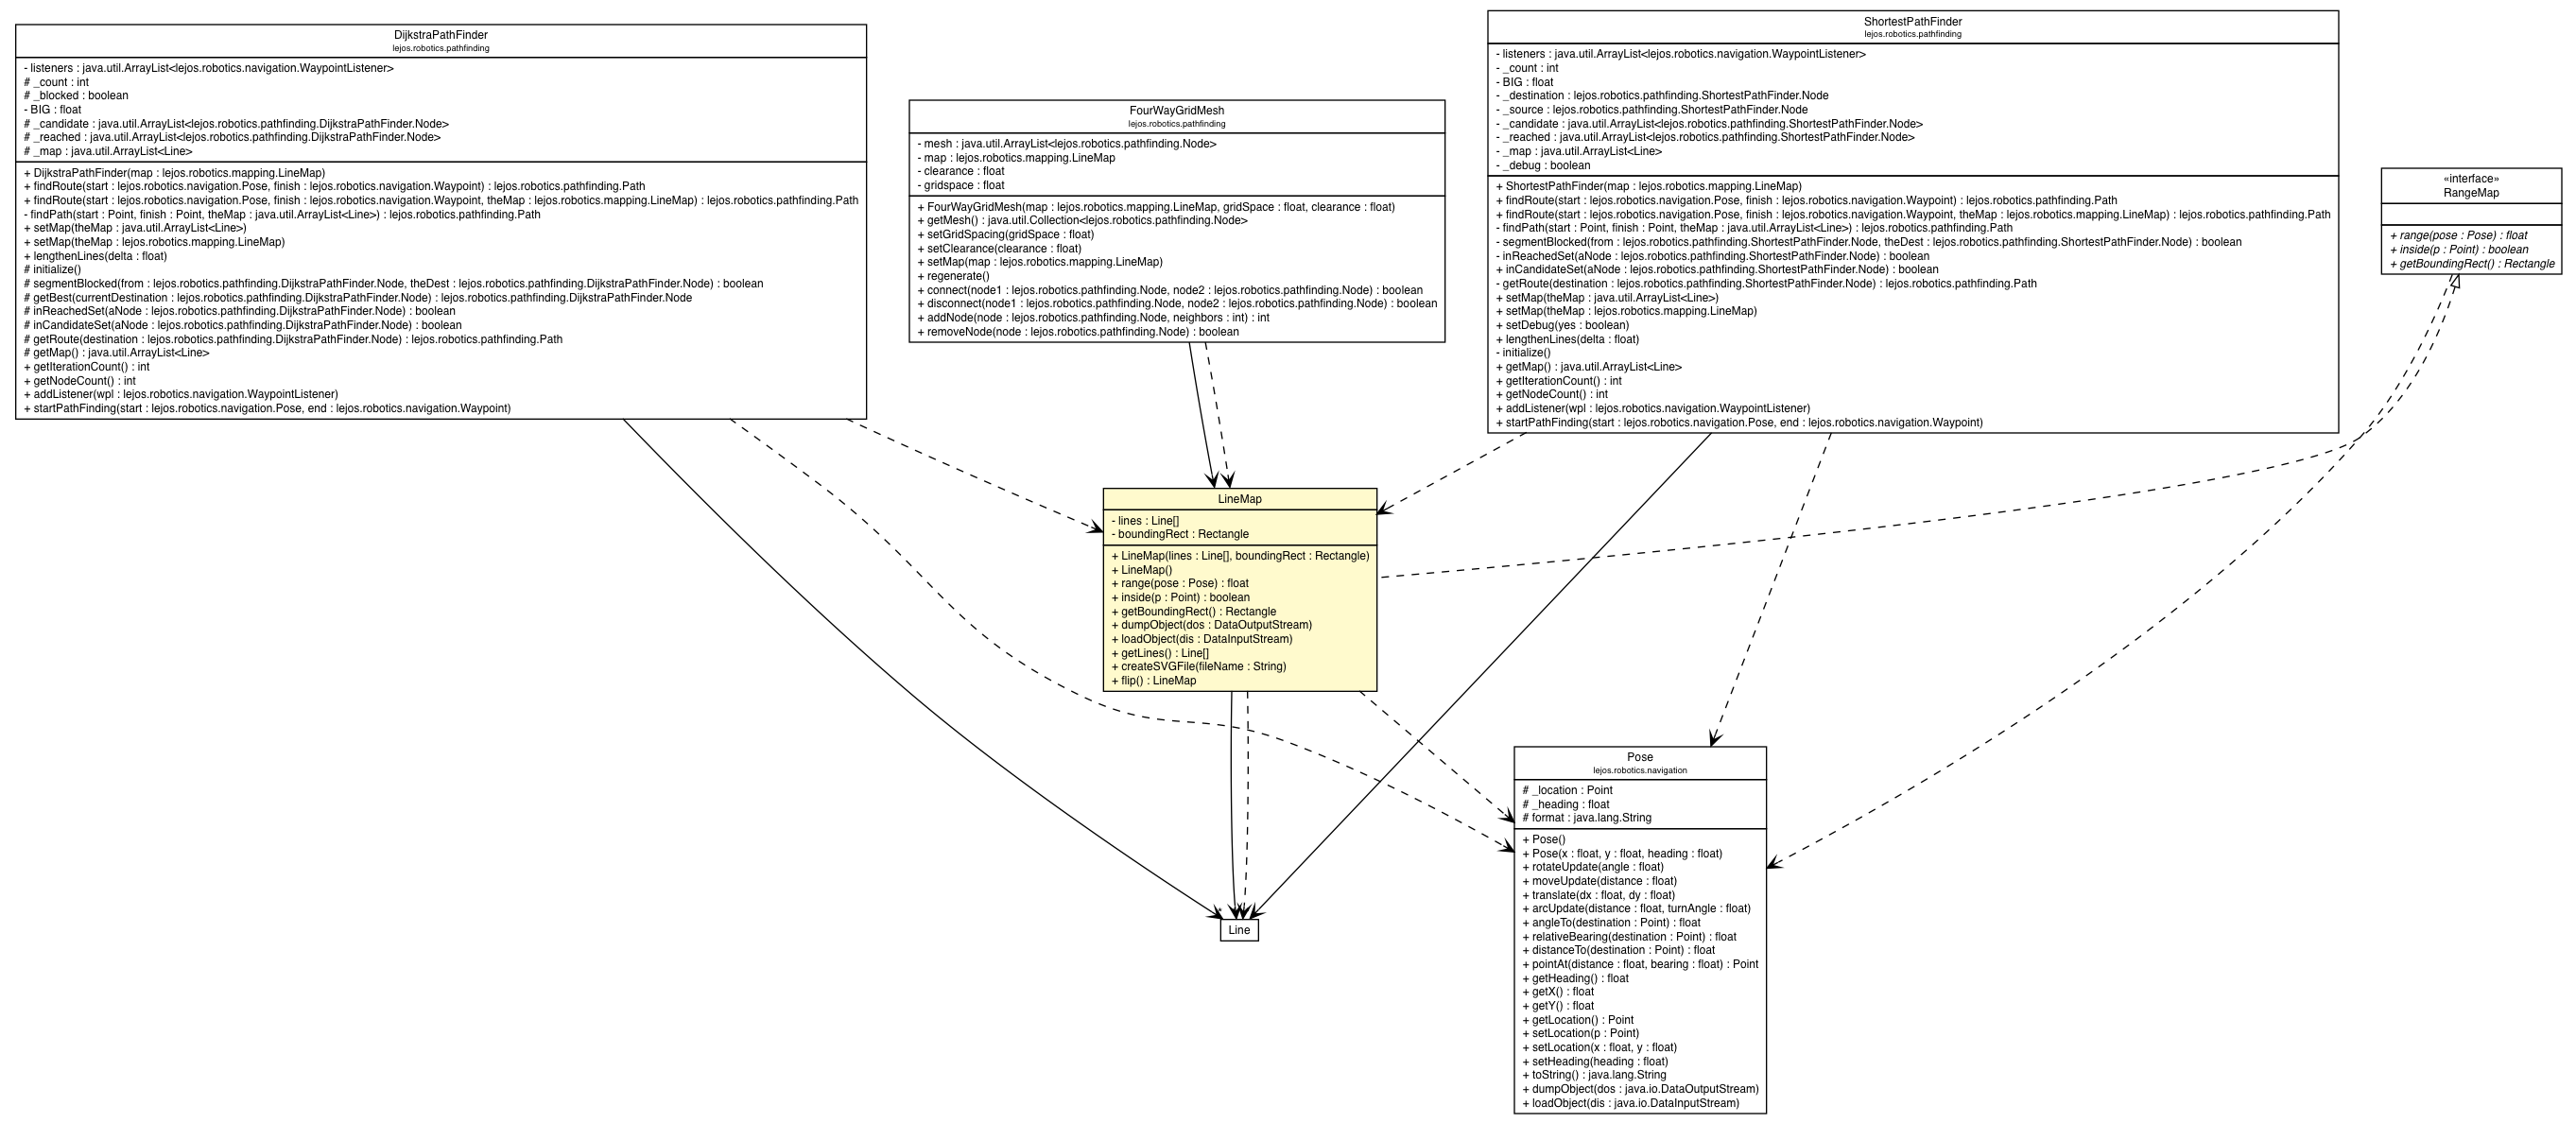 DijkstraPathFinder
lejos.robotics.pathfinding
- listeners : java.util.ArrayList<lejos.robotics.navigation.WaypointListener>
# _count : int
# _blocked : boolean
- BIG : float
# _candidate : java.util.ArrayList<lejos.robotics.pathfinding.DijkstraPathFinder.Node>
# _reached : java.util.ArrayList<lejos.robotics.pathfinding.DijkstraPathFinder.Node>
# _map : java.util.ArrayList<Line>
+ DijkstraPathFinder(map : lejos.robotics.mapping.LineMap)
+ findRoute(start : lejos.robotics.navigation.Pose, finish : lejos.robotics.navigation.Waypoint) : lejos.robotics.pathfinding.Path
+ findRoute(start : lejos.robotics.navigation.Pose, finish : lejos.robotics.navigation.Waypoint, theMap : lejos.robotics.mapping.LineMap) : lejos.robotics.pathfinding.Path
- findPath(start : Point, finish : Point, theMap : java.util.ArrayList<Line>) : lejos.robotics.pathfinding.Path
+ setMap(theMap : java.util.ArrayList<Line>)
+ setMap(theMap : lejos.robotics.mapping.LineMap)
+ lengthenLines(delta : float)
# initialize()
# segmentBlocked(from : lejos.robotics.pathfinding.DijkstraPathFinder.Node, theDest : lejos.robotics.pathfinding.DijkstraPathFinder.Node) : boolean
# getBest(currentDestination : lejos.robotics.pathfinding.DijkstraPathFinder.Node) : lejos.robotics.pathfinding.DijkstraPathFinder.Node
# inReachedSet(aNode : lejos.robotics.pathfinding.DijkstraPathFinder.Node) : boolean
# inCandidateSet(aNode : lejos.robotics.pathfinding.DijkstraPathFinder.Node) : boolean
# getRoute(destination : lejos.robotics.pathfinding.DijkstraPathFinder.Node) : lejos.robotics.pathfinding.Path
# getMap() : java.util.ArrayList<Line>
+ getIterationCount() : int
+ getNodeCount() : int
+ addListener(wpl : lejos.robotics.navigation.WaypointListener)
+ startPathFinding(start : lejos.robotics.navigation.Pose, end : lejos.robotics.navigation.Waypoint)
FourWayGridMesh
lejos.robotics.pathfinding
- mesh : java.util.ArrayList<lejos.robotics.pathfinding.Node>
- map : lejos.robotics.mapping.LineMap
- clearance : float
- gridspace : float
+ FourWayGridMesh(map : lejos.robotics.mapping.LineMap, gridSpace : float, clearance : float)
+ getMesh() : java.util.Collection<lejos.robotics.pathfinding.Node>
+ setGridSpacing(gridSpace : float)
+ setClearance(clearance : float)
+ setMap(map : lejos.robotics.mapping.LineMap)
+ regenerate()
+ connect(node1 : lejos.robotics.pathfinding.Node, node2 : lejos.robotics.pathfinding.Node) : boolean
+ disconnect(node1 : lejos.robotics.pathfinding.Node, node2 : lejos.robotics.pathfinding.Node) : boolean
+ addNode(node : lejos.robotics.pathfinding.Node, neighbors : int) : int
+ removeNode(node : lejos.robotics.pathfinding.Node) : boolean
ShortestPathFinder
lejos.robotics.pathfinding
- listeners : java.util.ArrayList<lejos.robotics.navigation.WaypointListener>
- _count : int
- BIG : float
- _destination : lejos.robotics.pathfinding.ShortestPathFinder.Node
- _source : lejos.robotics.pathfinding.ShortestPathFinder.Node
- _candidate : java.util.ArrayList<lejos.robotics.pathfinding.ShortestPathFinder.Node>
- _reached : java.util.ArrayList<lejos.robotics.pathfinding.ShortestPathFinder.Node>
- _map : java.util.ArrayList<Line>
- _debug : boolean
+ ShortestPathFinder(map : lejos.robotics.mapping.LineMap)
+ findRoute(start : lejos.robotics.navigation.Pose, finish : lejos.robotics.navigation.Waypoint) : lejos.robotics.pathfinding.Path
+ findRoute(start : lejos.robotics.navigation.Pose, finish : lejos.robotics.navigation.Waypoint, theMap : lejos.robotics.mapping.LineMap) : lejos.robotics.pathfinding.Path
- findPath(start : Point, finish : Point, theMap : java.util.ArrayList<Line>) : lejos.robotics.pathfinding.Path
- segmentBlocked(from : lejos.robotics.pathfinding.ShortestPathFinder.Node, theDest : lejos.robotics.pathfinding.ShortestPathFinder.Node) : boolean
- inReachedSet(aNode : lejos.robotics.pathfinding.ShortestPathFinder.Node) : boolean
+ inCandidateSet(aNode : lejos.robotics.pathfinding.ShortestPathFinder.Node) : boolean
- getRoute(destination : lejos.robotics.pathfinding.ShortestPathFinder.Node) : lejos.robotics.pathfinding.Path
+ setMap(theMap : java.util.ArrayList<Line>)
+ setMap(theMap : lejos.robotics.mapping.LineMap)
+ setDebug(yes : boolean)
+ lengthenLines(delta : float)
- initialize()
+ getMap() : java.util.ArrayList<Line>
+ getIterationCount() : int
+ getNodeCount() : int
+ addListener(wpl : lejos.robotics.navigation.WaypointListener)
+ startPathFinding(start : lejos.robotics.navigation.Pose, end : lejos.robotics.navigation.Waypoint)
«interface»
RangeMap
+ range(pose : Pose) : float
+ inside(p : Point) : boolean
+ getBoundingRect() : Rectangle
LineMap
- lines : Line[]
- boundingRect : Rectangle
+ LineMap(lines : Line[], boundingRect : Rectangle)
+ LineMap()
+ range(pose : Pose) : float
+ inside(p : Point) : boolean
+ getBoundingRect() : Rectangle
+ dumpObject(dos : DataOutputStream)
+ loadObject(dis : DataInputStream)
+ getLines() : Line[]
+ createSVGFile(fileName : String)
+ flip() : LineMap
Pose
lejos.robotics.navigation
# _location : Point
# _heading : float
# format : java.lang.String
+ Pose()
+ Pose(x : float, y : float, heading : float)
+ rotateUpdate(angle : float)
+ moveUpdate(distance : float)
+ translate(dx : float, dy : float)
+ arcUpdate(distance : float, turnAngle : float)
+ angleTo(destination : Point) : float
+ relativeBearing(destination : Point) : float
+ distanceTo(destination : Point) : float
+ pointAt(distance : float, bearing : float) : Point
+ getHeading() : float
+ getX() : float
+ getY() : float
+ getLocation() : Point
+ setLocation(p : Point)
+ setLocation(x : float, y : float)
+ setHeading(heading : float)
+ toString() : java.lang.String
+ dumpObject(dos : java.io.DataOutputStream)
+ loadObject(dis : java.io.DataInputStream)
Line